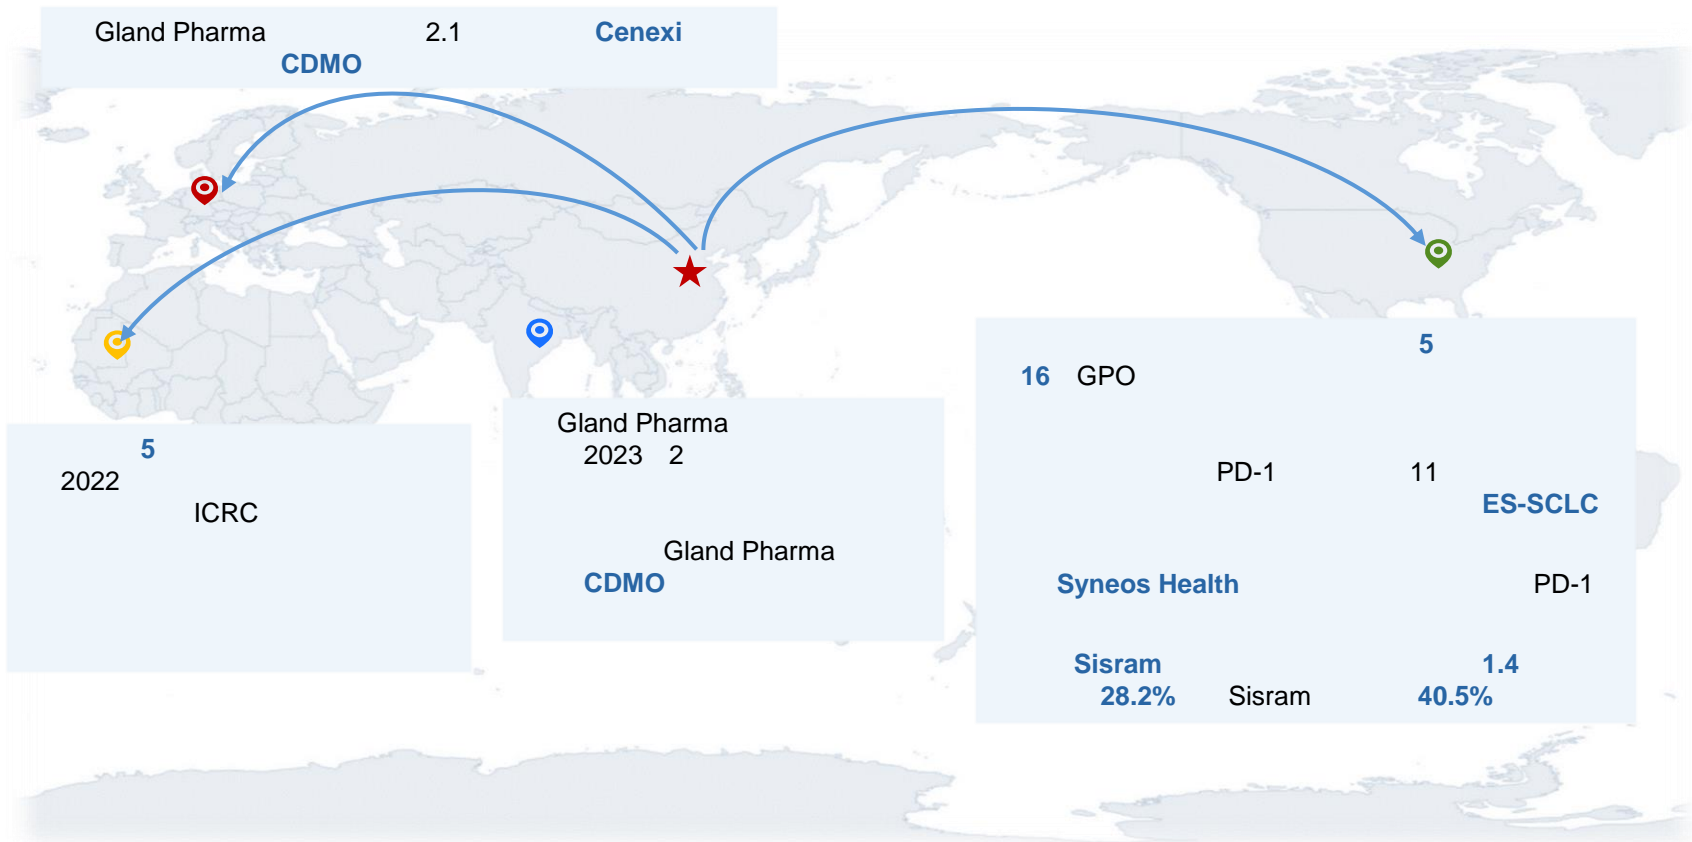 Gland Pharma 2.1 Cenexi
CDMO
5
2022
ICRC
Gland Pharma
2023 2
Gland Pharma
CDMO
5
16 GPO
PD-1 11
ES-SCLC
Syneos Health PD-1
Sisram 1.4
28.2% Sisram 40.5%